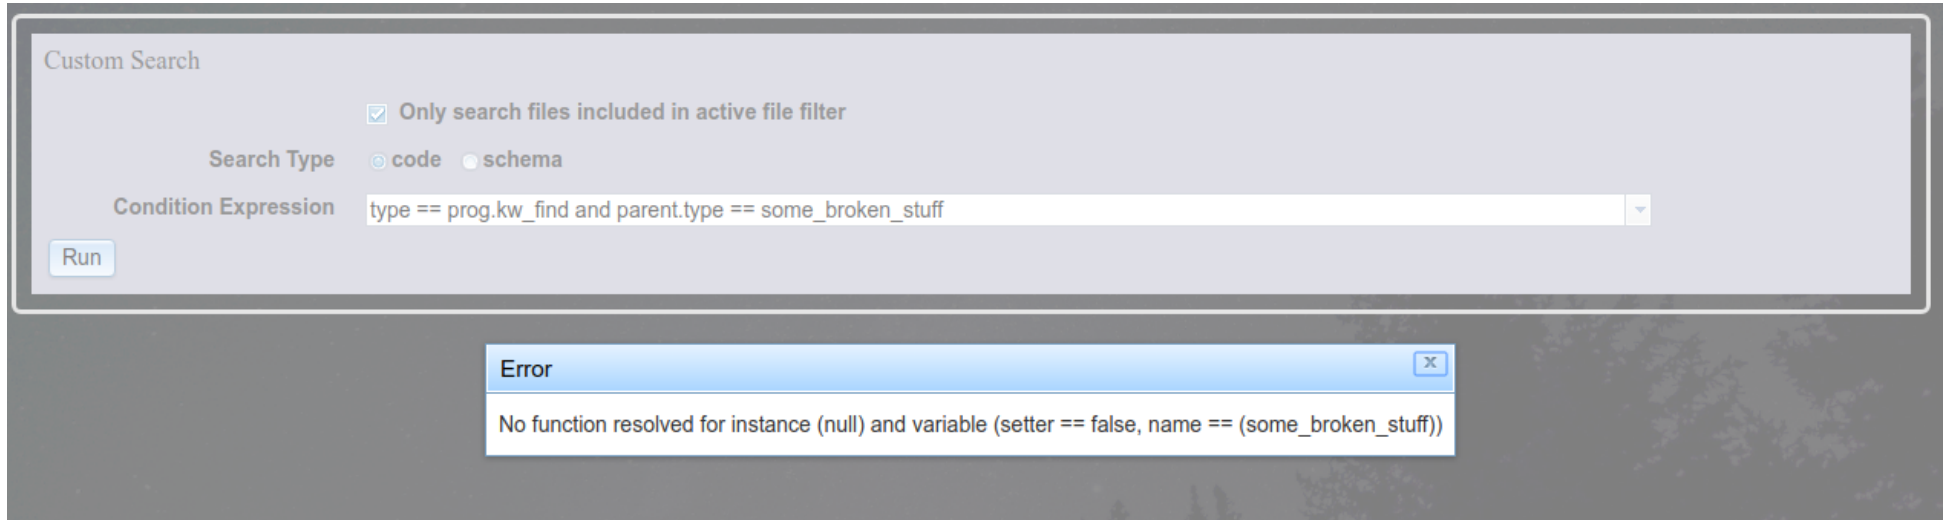 Custom Search
Only search files included in active file filter
Search Type code schema
Condition Expression type == prog.kw_find and parent.type == some_broken_stuff
Run
Error x
No function resolved for instance (null) and variable (setter == false, name == (some_broken_stuff))